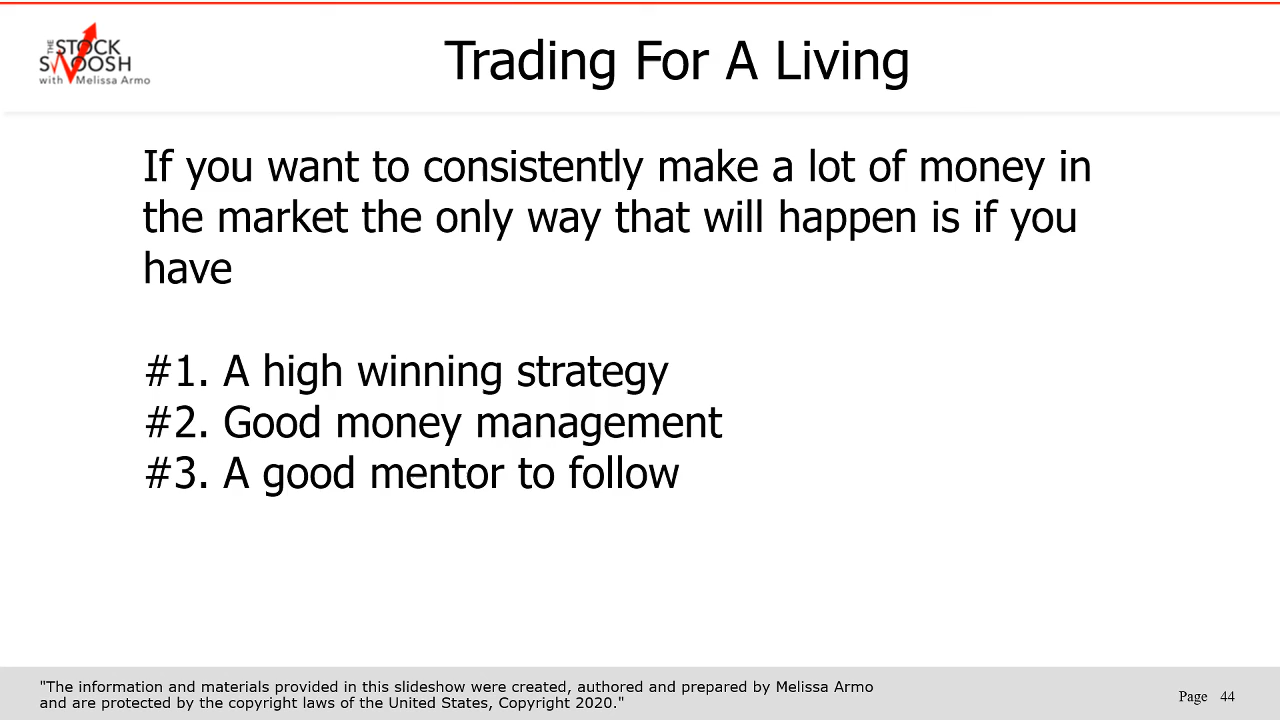 THE STOCK
SWOOSH
with Melissa Armo
Trading For A Living
If you want to consistently make a lot of money in
the market the only way that will happen is if you
have
#1. A high winning strategy
#2. Good money management
#3. A good mentor to follow
"The information and materials provided in this slideshow were created, authored and prepared by Melissa Armo
and are protected by the copyright laws of the United States, Copyright 2020."
Page 44